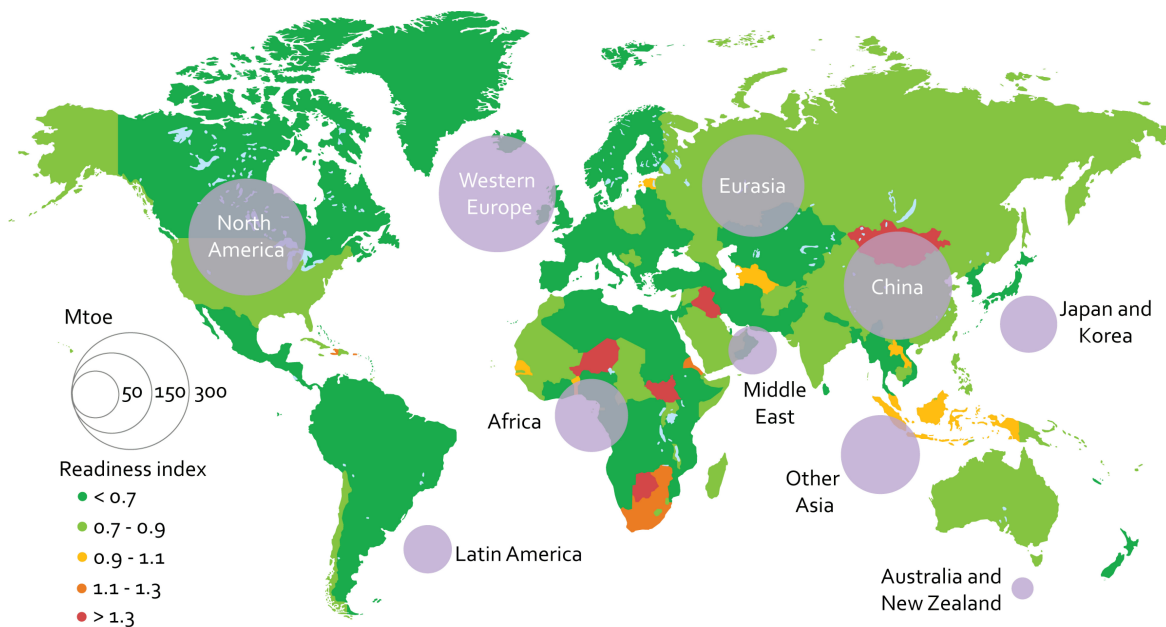 Western
Europe
Eurasia
North
America
China
Japan and
Korea
Mtoe
50 150 300
Middle
East
Africa
Other
Asia
Readiness index
< 0.7
0.7 - 0.9
0.9 - 1.1
1.1 - 1.3
> 1.3
Latin America
Australia and
New Zealand